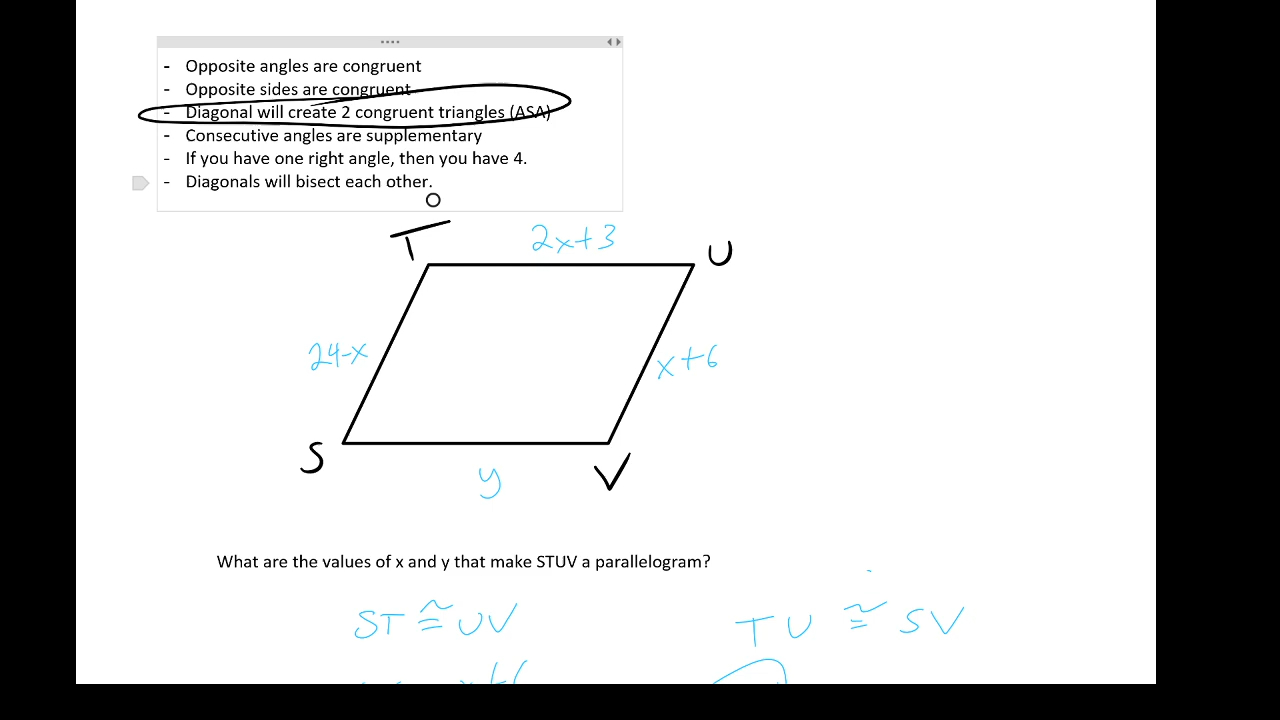 - Opposite angles are congruent
- Opposite sides are congruent
- Diagonal will create 2 congruent triangles (ASA)
- Consecutive angles are supplementary
- If you have one right angle, then you have 4.
- Diagonals will bisect each other.
T
2x+3
U
24-x
x+6
S
y
V
What are the values of x and y that make STUV a parallelogram?
ST ≅ UV
TU ≅ SV